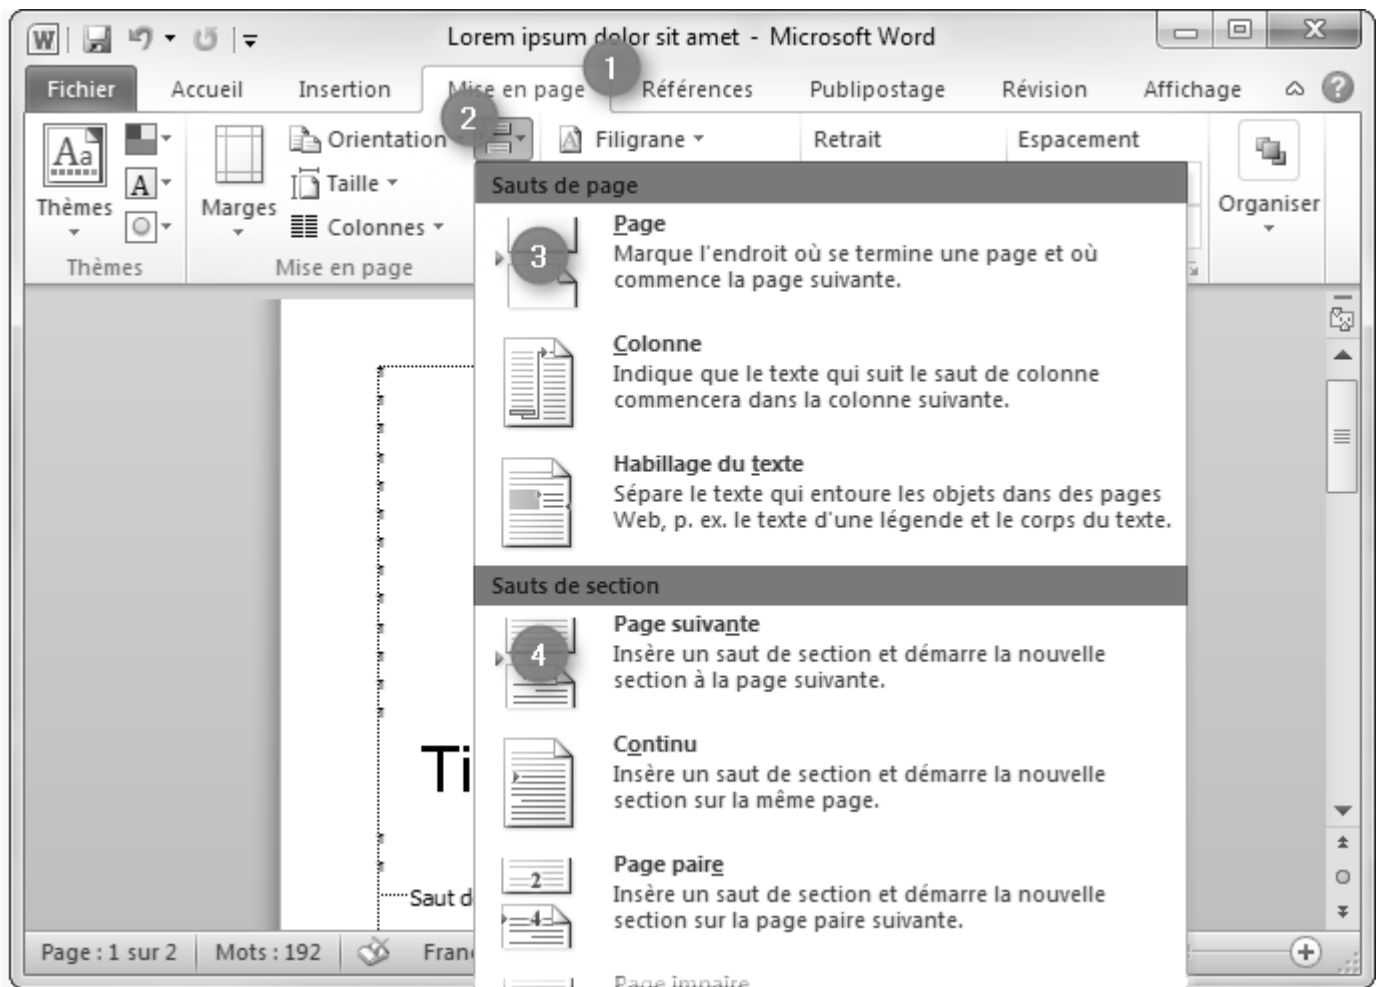 Lorem ipsum dolor sit amet - Microsoft Word
1
Fichier Accueil Insertion Mise en page Références Publipostage Révision Affichage
2
Aa Orientation Filigrane Retrait Espacement
A Taille
Thèmes Marges Colonnes Organiser
Thèmes Mise en page
Sauts de page
3
Page
Marque l'endroit où se termine une page et où
commence la page suivante.
Colonne
Indique que le texte qui suit le saut de colonne
commencera dans la colonne suivante.
Habillage du texte
Sépare le texte qui entoure les objets dans des pages
Web, p. ex. le texte d'une légende et le corps du texte.
Sauts de section
4
Page suivante
Insère un saut de section et démarre la nouvelle
section à la page suivante.
Continu
Insère un saut de section et démarre la nouvelle
section sur la même page.
2
4
Page paire
Insère un saut de section et démarre la nouvelle
section sur la page paire suivante.
Page impaire
Ti
Saut d
Page : 1 sur 2 Mots : 192 Fran